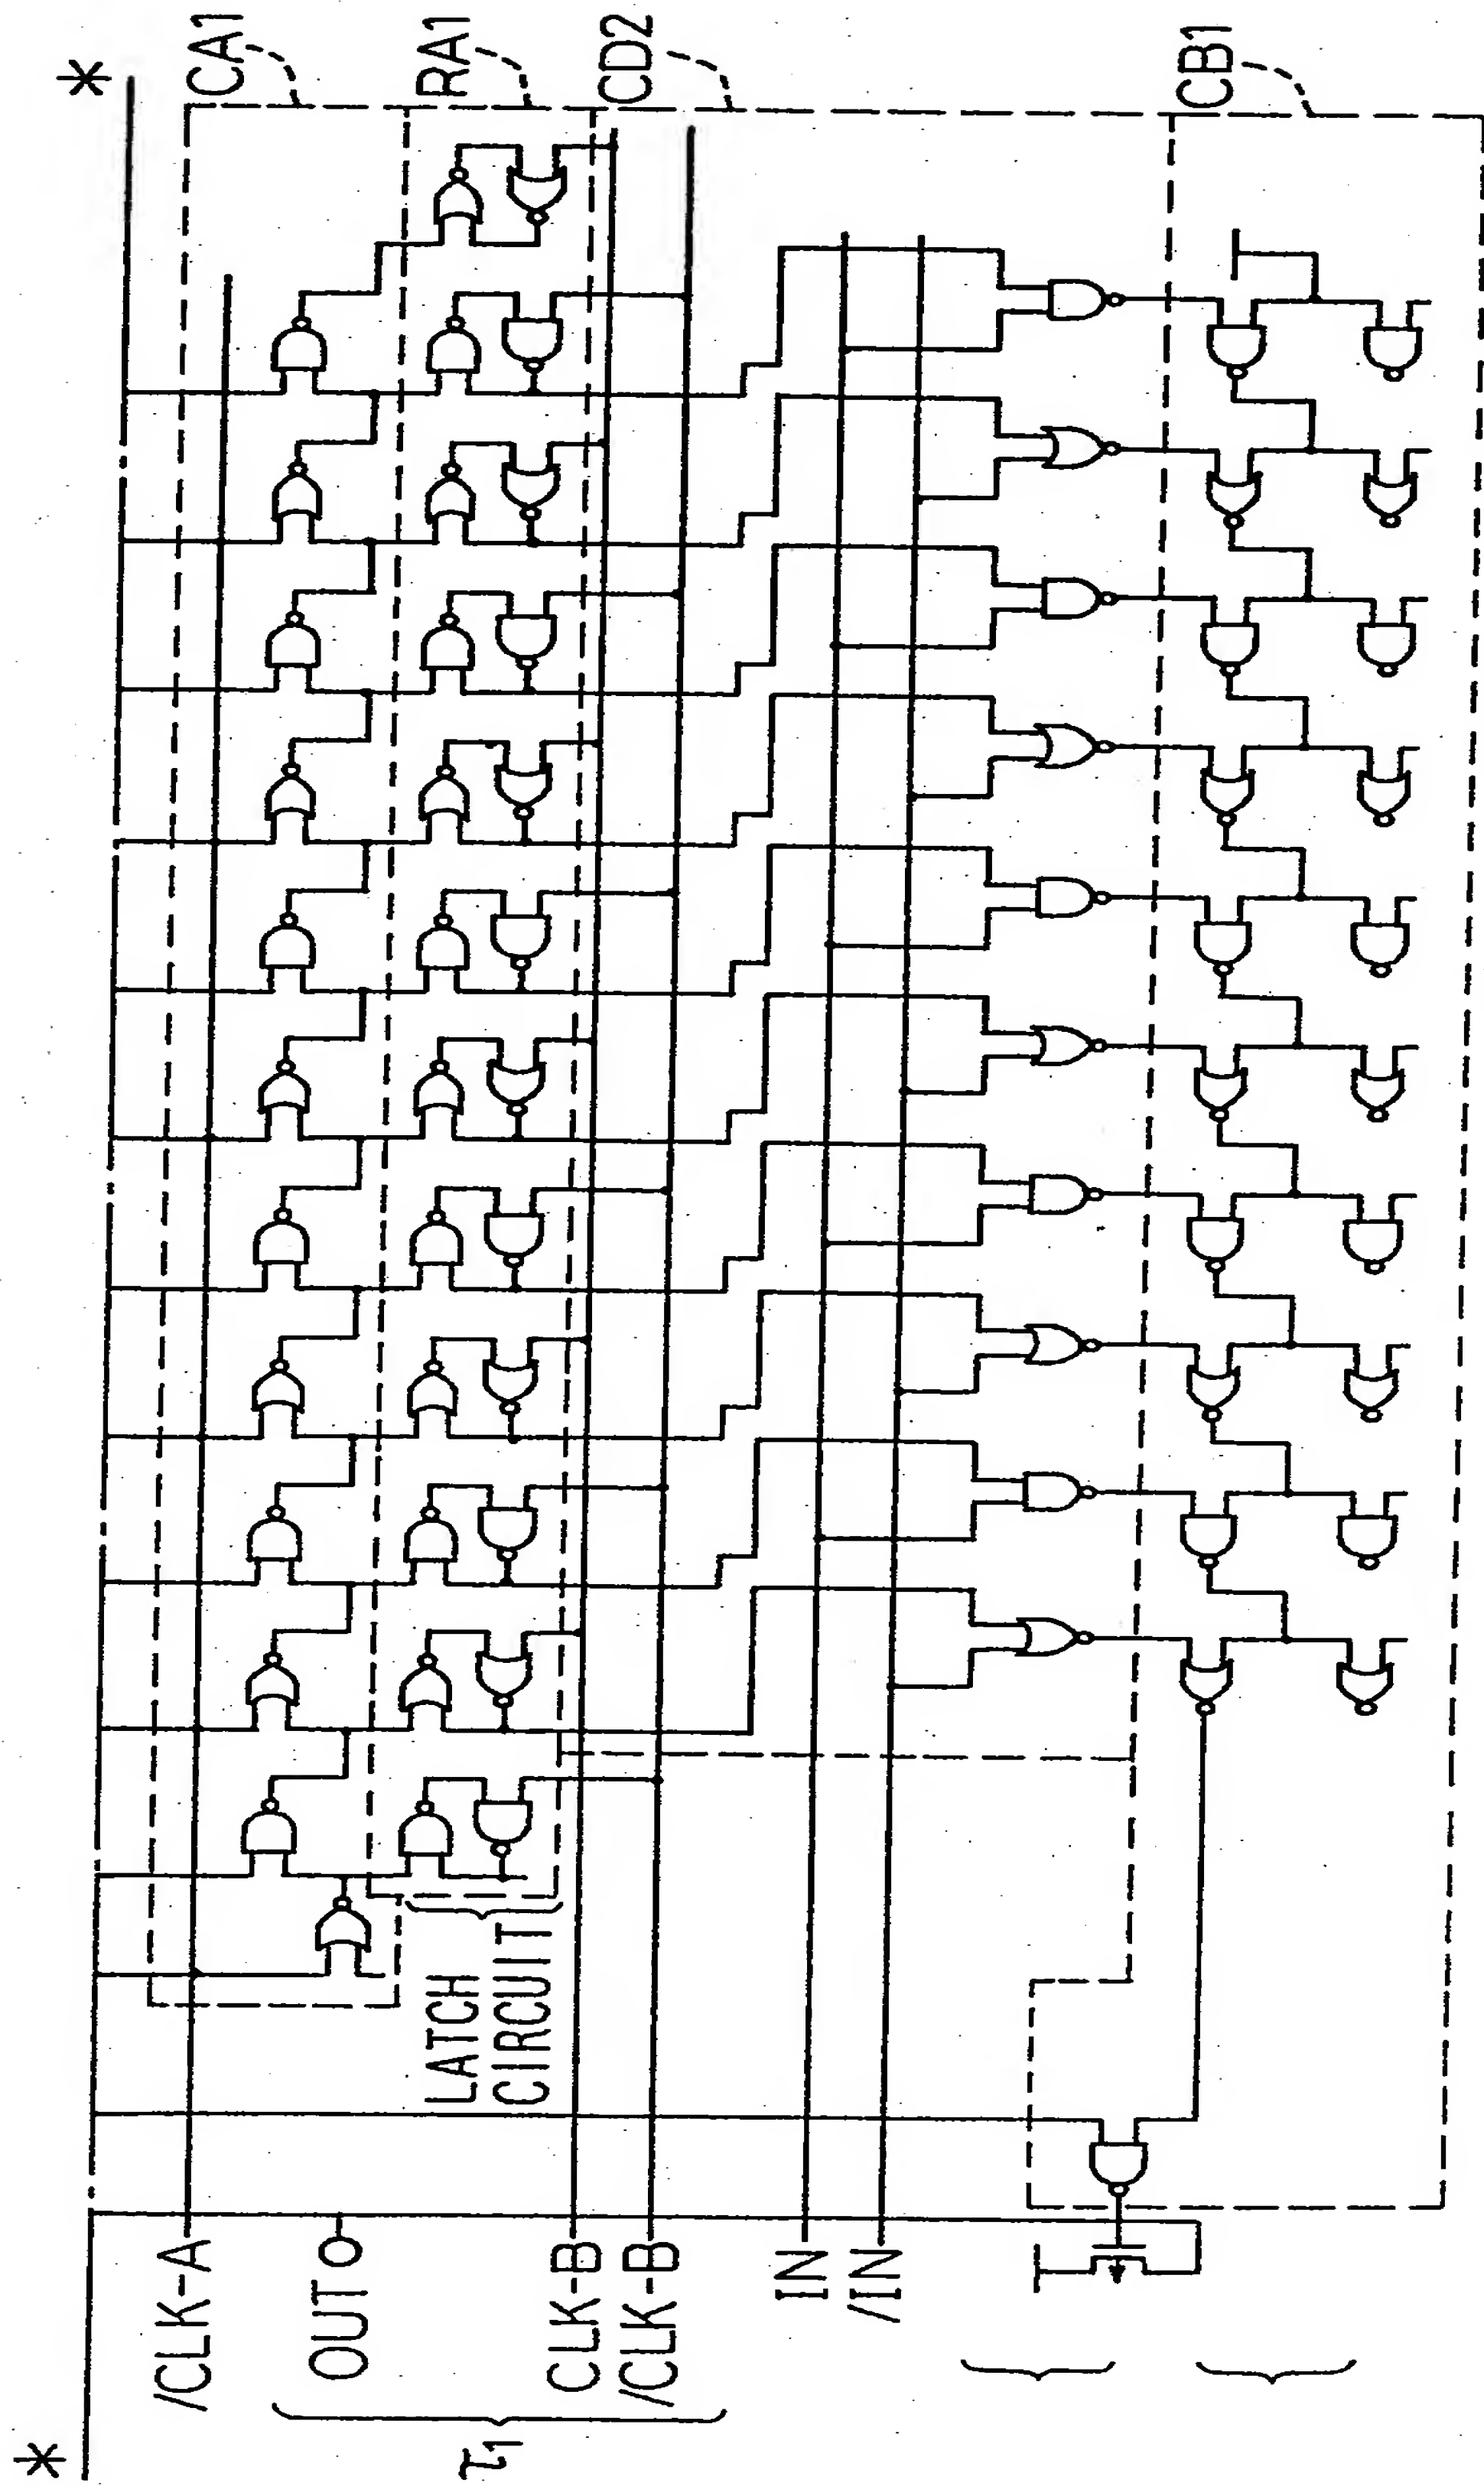 *
CA1
RA1
CD2
CB1
LATCH
CIRCUIT
/CLK-A
OUT
CLK-B
/CLK-B
IN
/IN
τ1
*